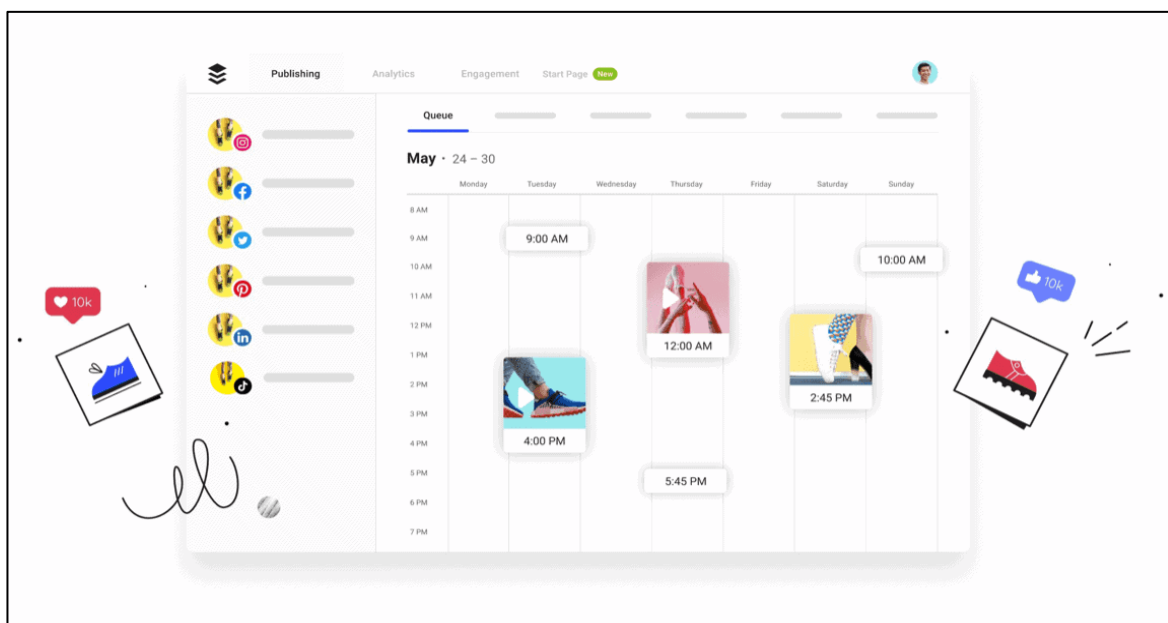 Publishing
Analytics
Engagement
Start Page New
Queue
May · 24 – 30
Monday Tuesday Wednesday Thursday Friday Saturday Sunday
8 AM
9 AM
9:00 AM
10:00 AM
10 AM
11 AM
12 PM
12:00 AM
1 PM
2 PM
2:45 PM
3 PM
4 PM
4:00 PM
5 PM
5:45 PM
6 PM
7 PM
10k
10k